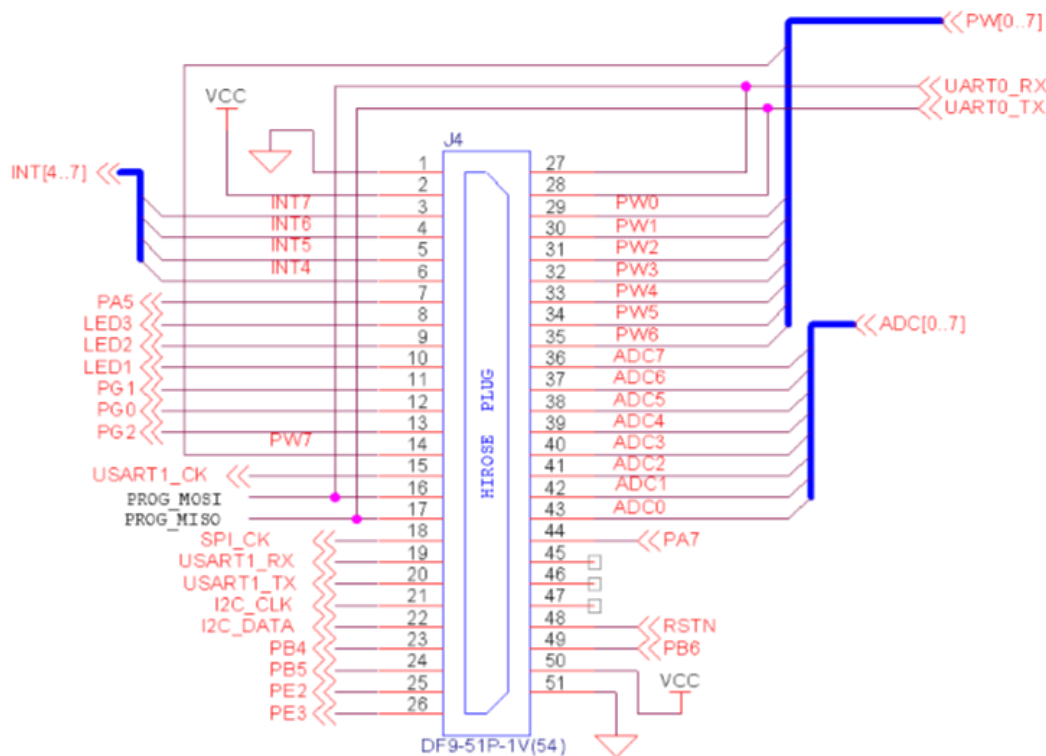 PW[0..7]
UART0_RX
VCC
UART0_TX
J4
INT[4..7]
1 27
2 28
INT7 PW0
3 29
INT6 PW1
4 30
INT5 PW2
5 31
INT4 PW3
6 32
PW4
PA5 7 33
PW5
LED3 8 34
ADC[0..7]
PW6
LED2 9 35
ADC7
LED1 10 36
ADC6
PG1 11 37
ADC5
PG0 12 38
ADC4
PG2 13 39
PW7 ADC3
14 40
ADC2
USART1_CK 15 41
ADC1
PROG_MOSI 16 42
ADC0
PROG_MISO 17 43
SPI_CK 18 44 PA7
USART1_RX 19 45
USART1_TX 20 46
I2C_CLK 21 47
I2C_DATA 22 48 RSTN
PB4 23 49 PB6
PB5 24 50
VCC
PE2 25 51
PE3 26
HIROSE PLUG
DF9-51P-1V(54)